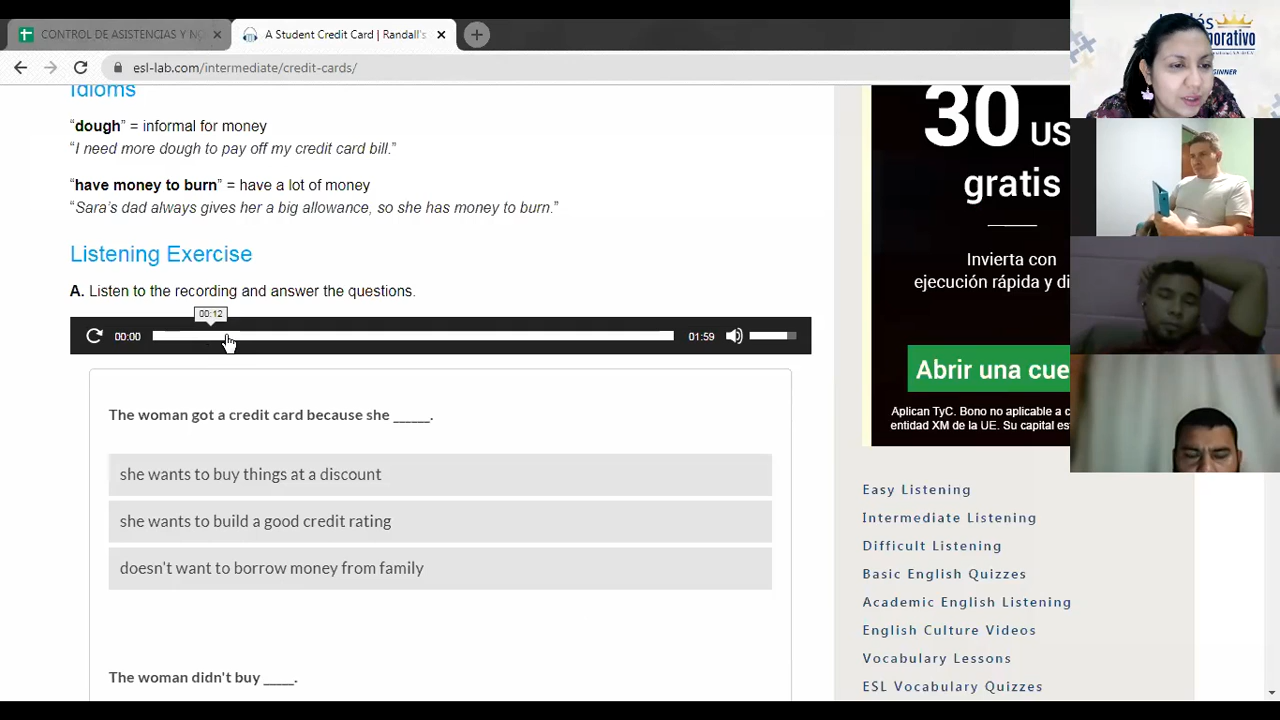 CONTROL DE ASISTENCIAS Y NO
A Student Credit Card | Randall's
esl-lab.com/intermediate/credit-cards/
Idioms
“dough” = informal for money
“I need more dough to pay off my credit card bill.”
“have money to burn” = have a lot of money
“Sara’s dad always gives her a big allowance, so she has money to burn.”
Listening Exercise
A. Listen to the recording and answer the questions.
00:12
00:00
01:59
The woman got a credit card because she ______.
she wants to buy things at a discount
she wants to build a good credit rating
doesn't want to borrow money from family
The woman didn't buy _____.
30 US
gratis
Invierta con
ejecución rápida y di
Abrir una cue
Aplican TyC. Bono no aplicable a c
entidad XM de la UE. Su capital est
Easy Listening
Intermediate Listening
Difficult Listening
Basic English Quizzes
Academic English Listening
English Culture Videos
Vocabulary Lessons
ESL Vocabulary Quizzes